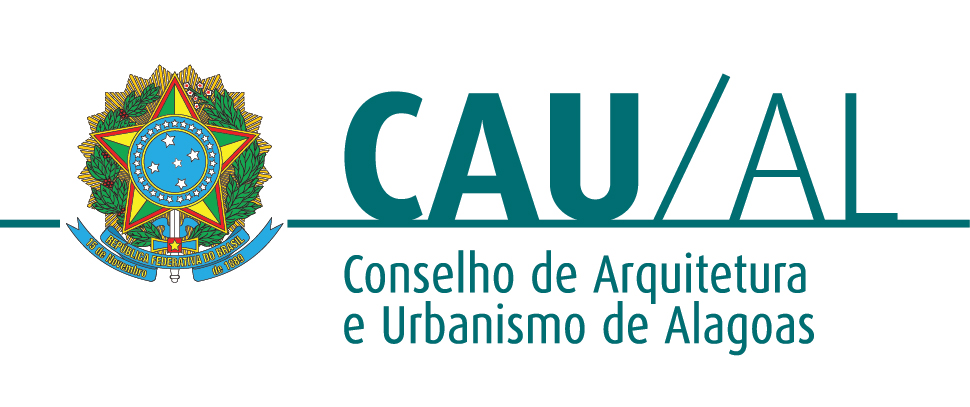 CAU/AL
Conselho de Arquitetura
e Urbanismo de Alagoas
REPÚBLICA FEDERATIVA DO BRASIL
15 de Novembro
de 1889